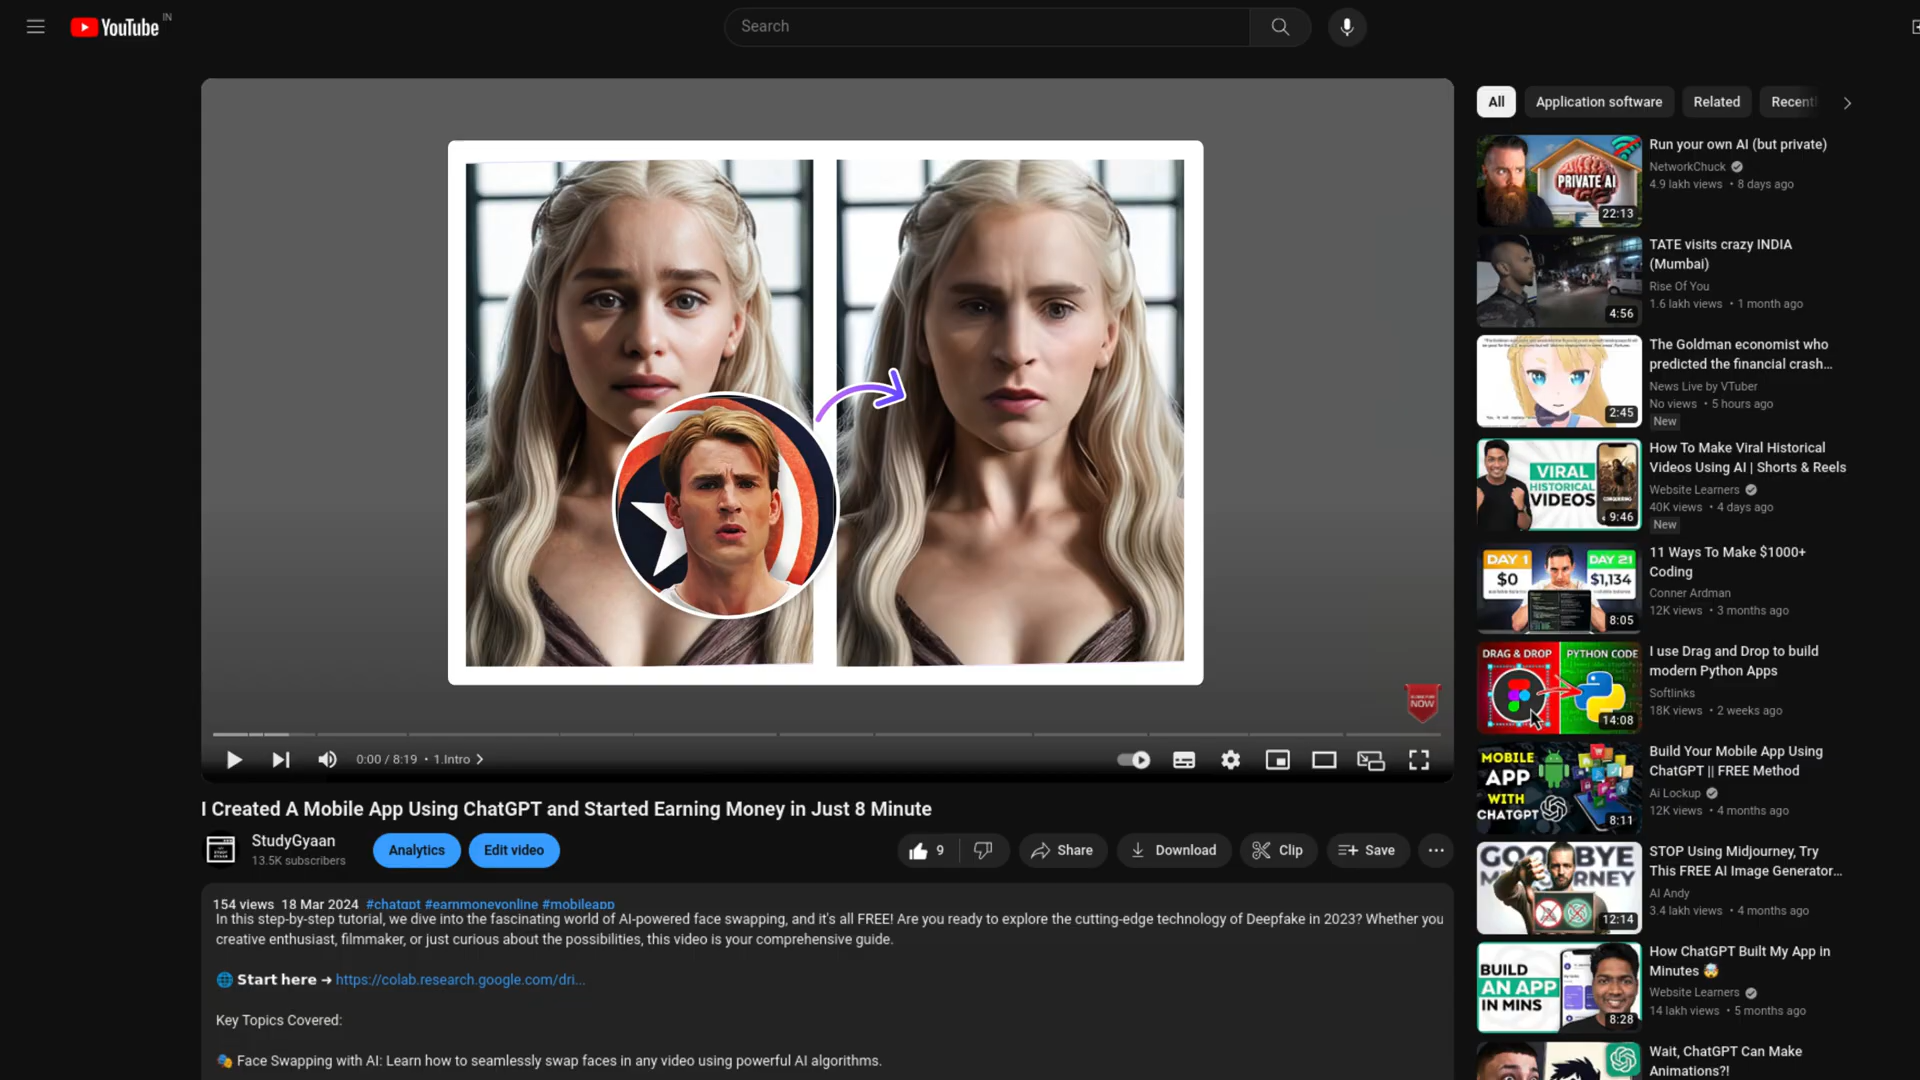 YouTube IN
Search
SUBSCRIBE
NOW
0:00 / 8:19 • 1.Intro
I Created A Mobile App Using ChatGPT and Started Earning Money in Just 8 Minute
StudyGyaan
13.5K subscribers
Analytics
Edit video
9
Share
Download
Clip
Save
154 views 18 Mar 2024 #chatgpt #earnmoneyonline #mobileapp
In this step-by-step tutorial, we dive into the fascinating world of AI-powered face swapping, and it's all FREE! Are you ready to explore the cutting-edge technology of Deepfake in 2023? Whether you
creative enthusiast, filmmaker, or just curious about the possibilities, this video is your comprehensive guide.
🌐 Start here ➜ https://colab.research.google.com/dri...
Key Topics Covered:
🎭 Face Swapping with AI: Learn how to seamlessly swap faces in any video using powerful AI algorithms.
All
Application software
Related
Recent
PRIVATE AI
22:13
Run your own AI (but private)
NetworkChuck
4.9 lakh views • 8 days ago
4:56
TATE visits crazy INDIA
(Mumbai)
Rise Of You
1.6 lakh views • 1 month ago
2:45
The Goldman economist who
predicted the financial crash...
News Live by VTuber
No views • 5 hours ago
New
VIRAL
HISTORICAL
VIDEOS
9:46
How To Make Viral Historical
Videos Using AI | Shorts & Reels
Website Learners
40K views • 4 days ago
New
DAY 1
$0
DAY 21
$1,134
8:05
11 Ways To Make $1000+
Coding
Conner Ardman
12K views • 3 months ago
DRAG & DROP
PYTHON CODE
14:08
I use Drag and Drop to build
modern Python Apps
Softlinks
18K views • 2 weeks ago
MOBILE
APP
WITH
CHATGPT
8:11
Build Your Mobile App Using
ChatGPT || FREE Method
Ai Lockup
12K views • 4 months ago
12:14
STOP Using Midjourney, Try
This FREE AI Image Generator...
AI Andy
3.4 lakh views • 4 months ago
BUILD
AN APP
IN MINS
8:28
How ChatGPT Built My App in
Minutes 🤯
Website Learners
14 lakh views • 5 months ago
Wait, ChatGPT Can Make
Animations?!